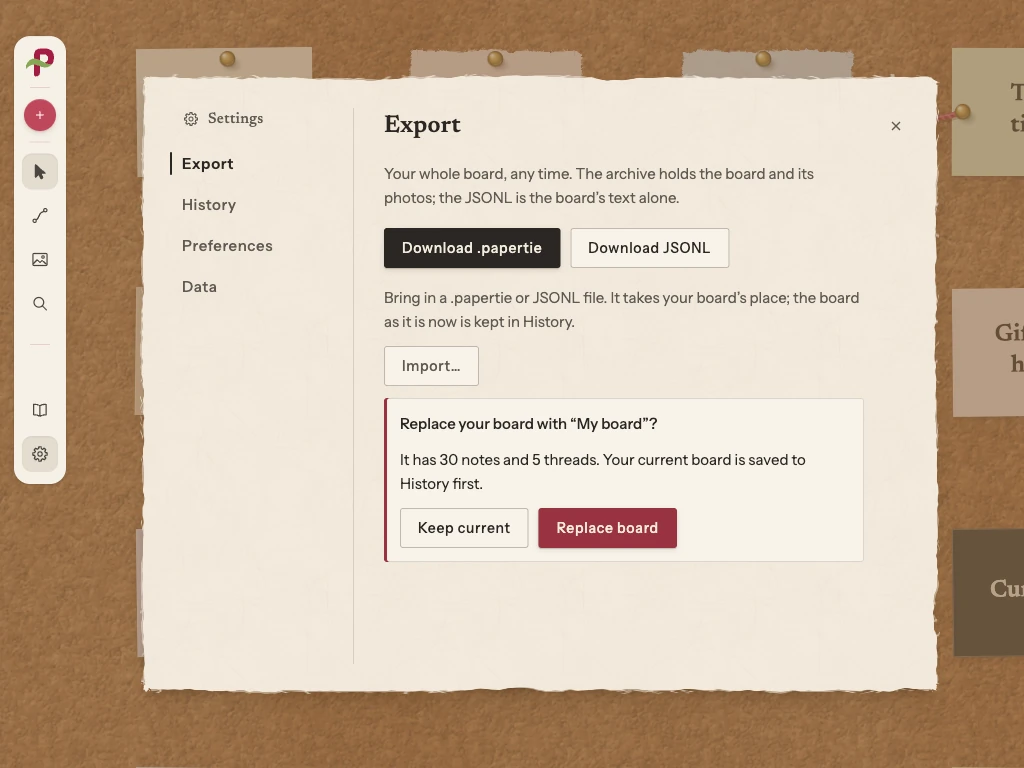 Settings
Export
History
Preferences
Data
Export
Your whole board, any time. The archive holds the board and its
photos; the JSONL is the board’s text alone.
Download .papertie
Download JSONL
Bring in a .papertie or JSONL file. It takes your board’s place; the board
as it is now is kept in History.
Import…
Replace your board with “My board”?
It has 30 notes and 5 threads. Your current board is saved to
History first.
Keep current
Replace board